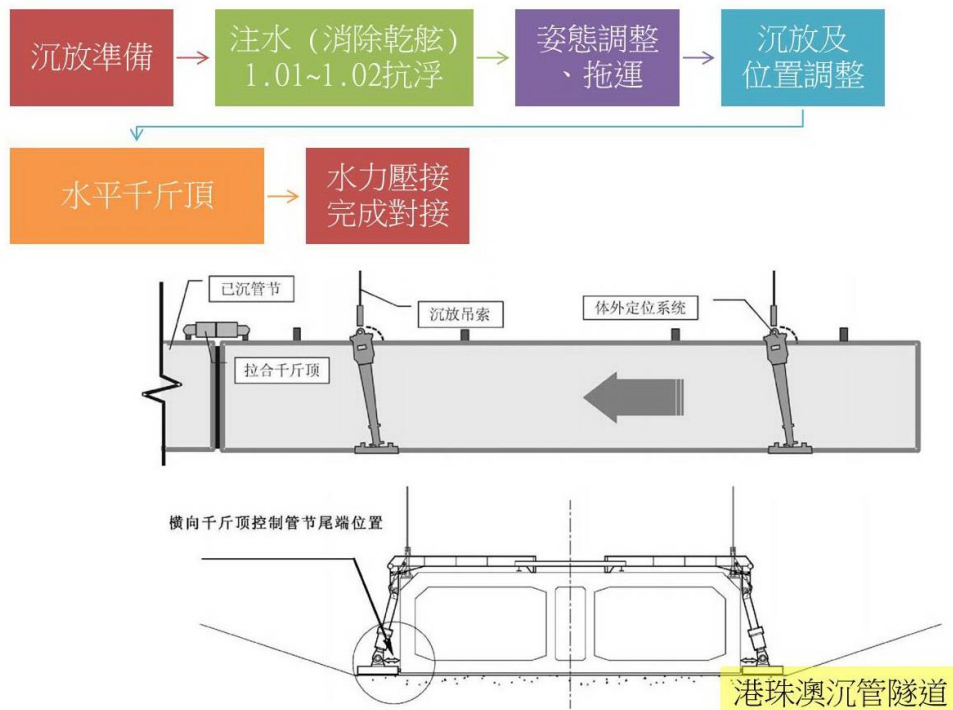 沉放準備
注水（消除乾舷）
1.01~1.02抗浮
姿態調整
、拖運
沉放及
位置調整
水平千斤頂
水力壓接
完成對接
已沉管节
沉放吊索
体外定位系统
拉合千斤顶
横向千斤顶控制管节尾端位置
港珠澳沉管隧道